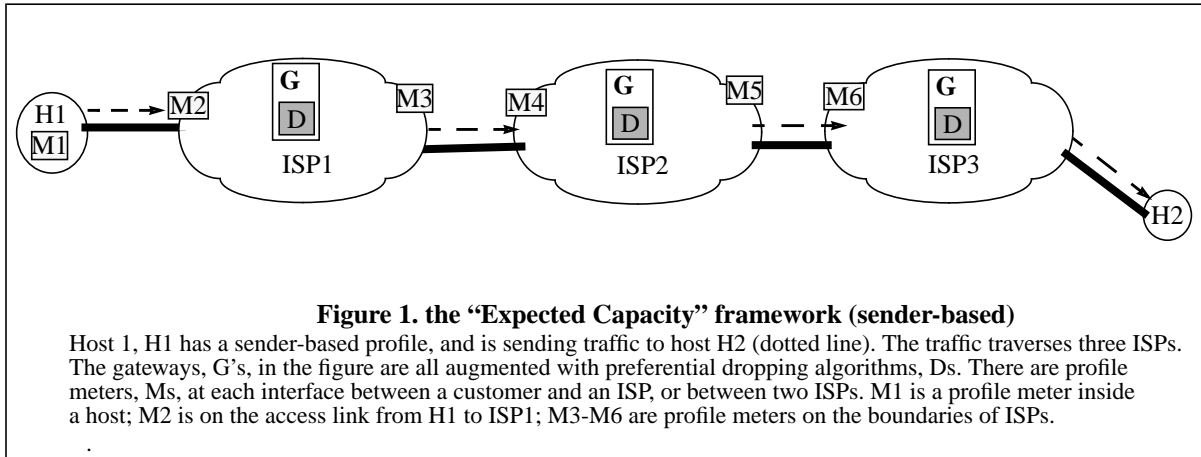 G
G
G
M2
M3
M4
M5
M6
H1
M1
D
D
D
ISP1
ISP2
ISP3
H2
Figure 1. the “Expected Capacity” framework (sender-based)
Host 1, H1 has a sender-based profile, and is sending traffic to host H2 (dotted line). The traffic traverses three ISPs.
The gateways, G's, in the figure are all augmented with preferential dropping algorithms, Ds. There are profile
meters, Ms, at each interface between a customer and an ISP, or between two ISPs. M1 is a profile meter inside
a host; M2 is on the access link from H1 to ISP1; M3-M6 are profile meters on the boundaries of ISPs.
.